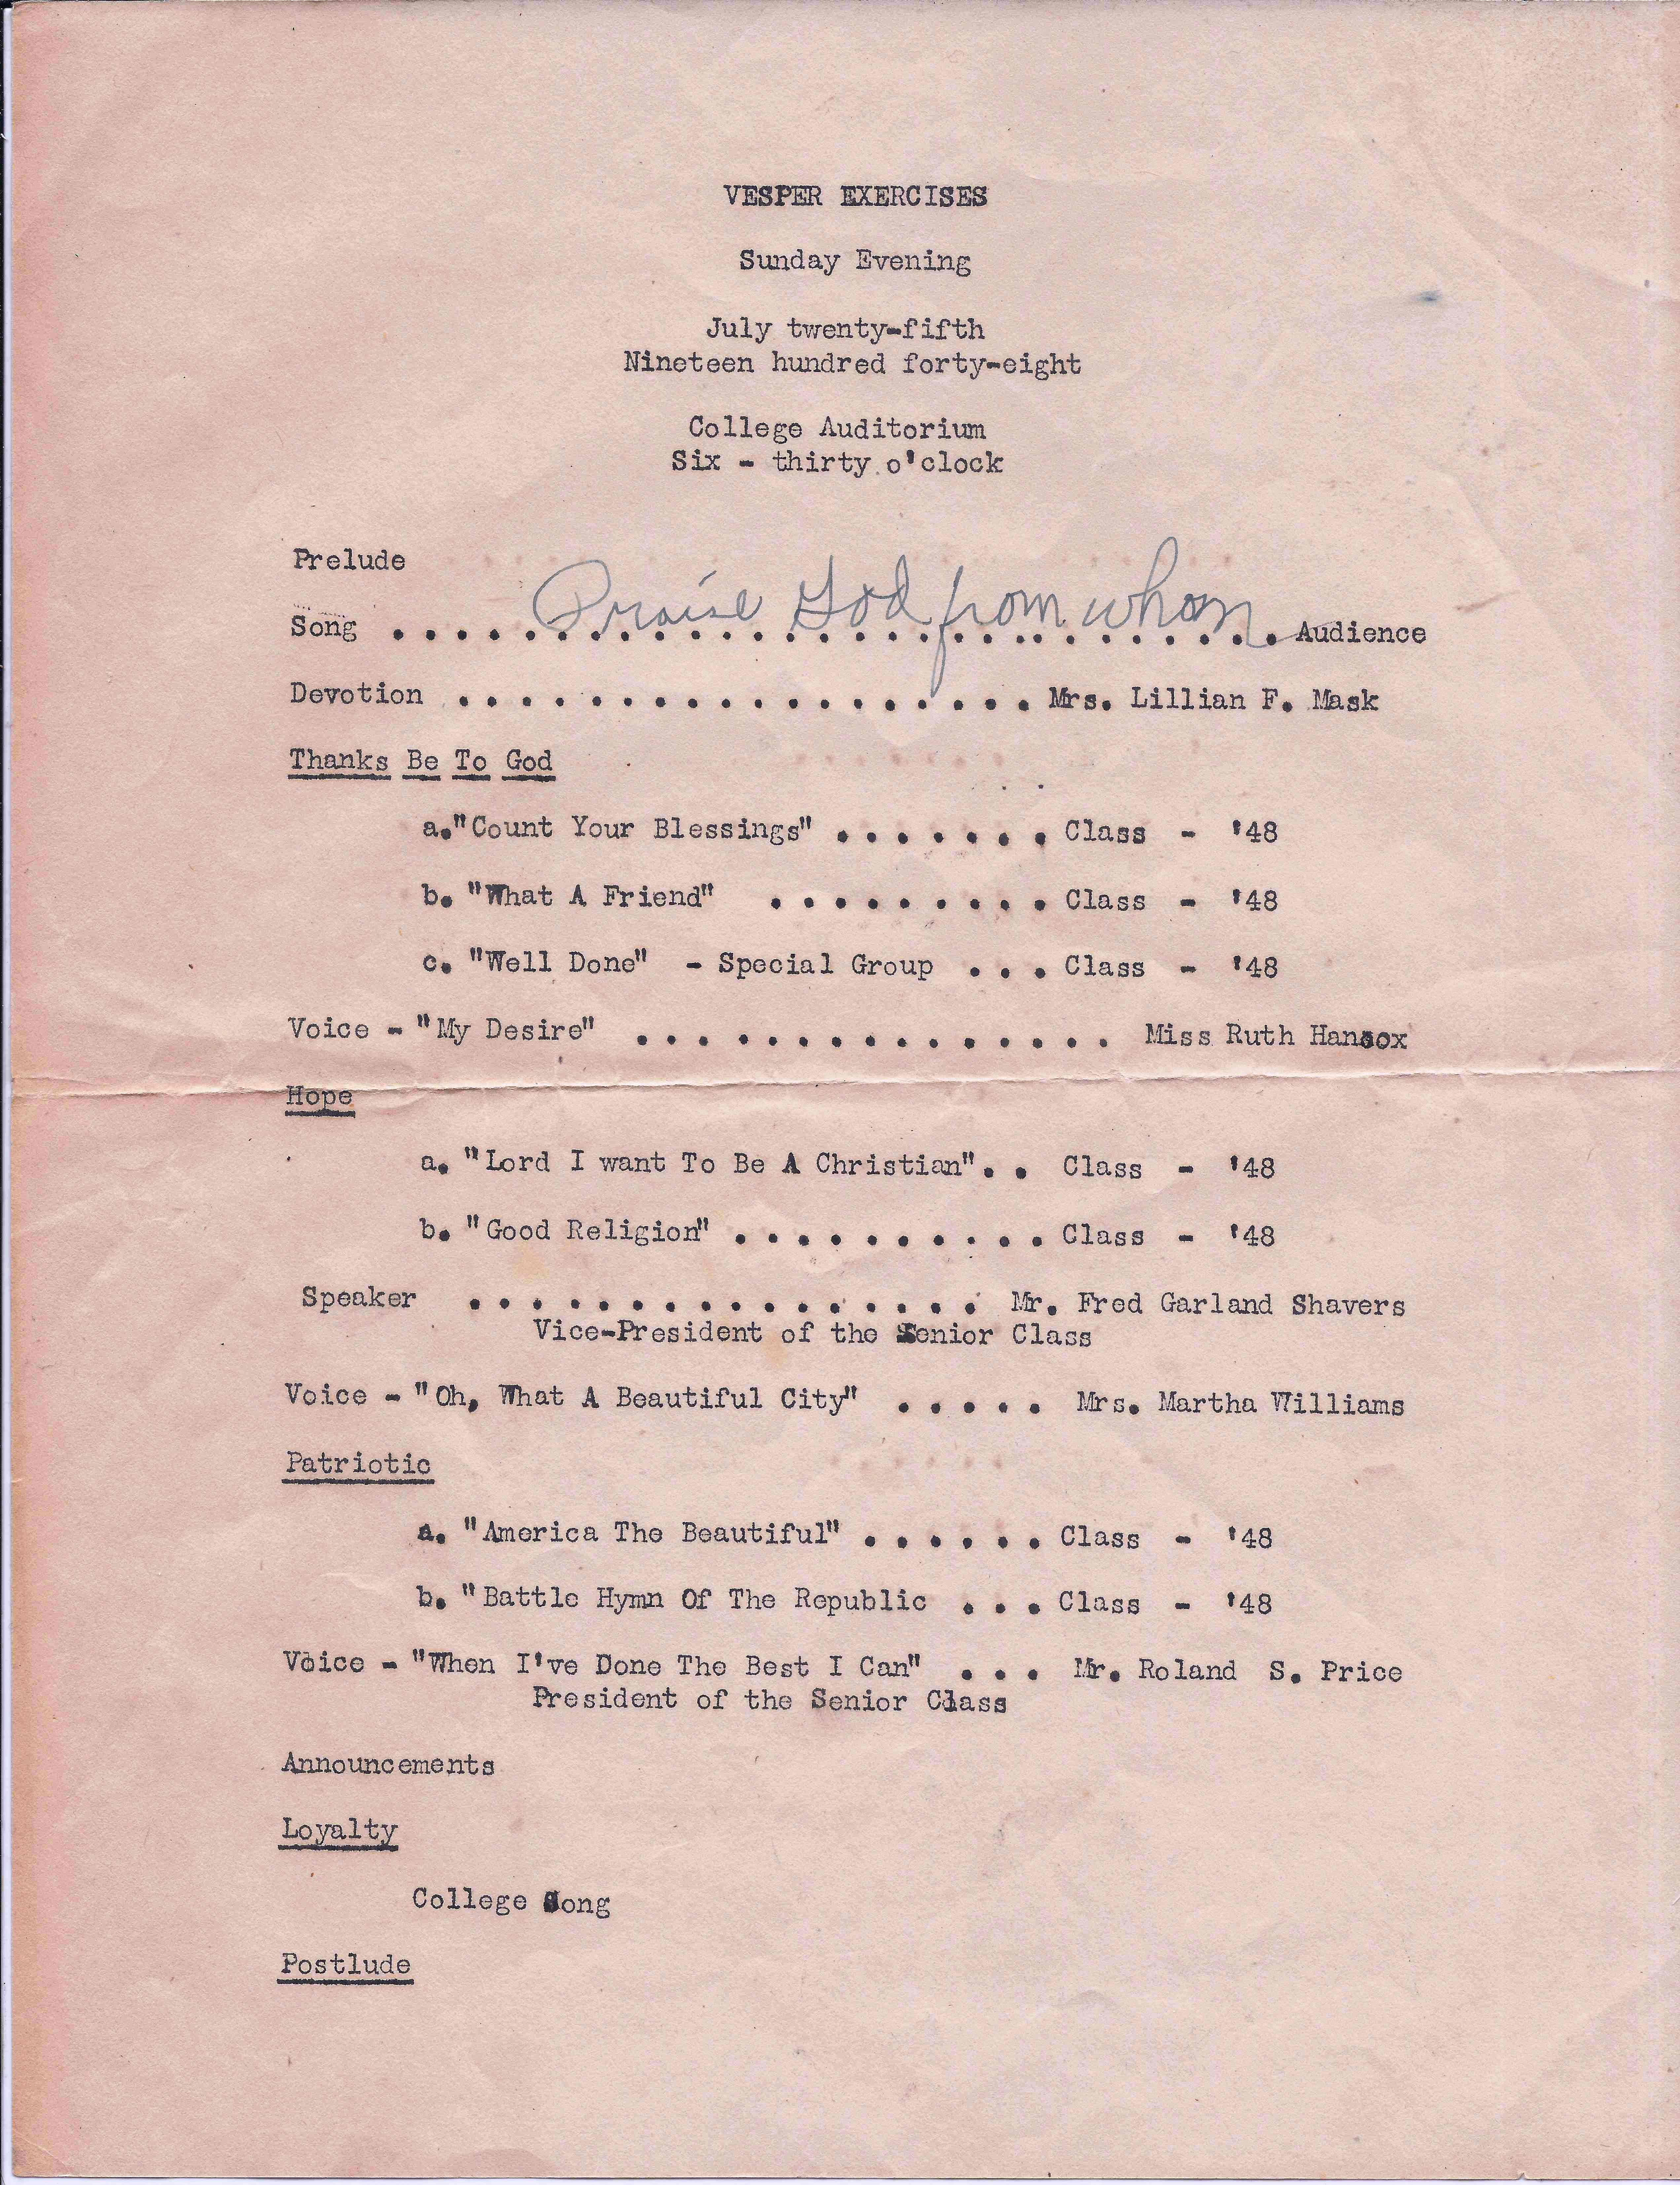 VESPER EXERCISES
Sunday Evening
July twenty-fifth
Nineteen hundred forty-eight
College Auditorium
Six - thirty o'clock
Prelude
Praise God from whom
Song . . . . . . . . . . . . . . . . . . . . . . . . . . . Audience
Devotion . . . . . . . . . . . . . . . . . . Mrs. Lillian F. Mask
Thanks Be To God
a."Count Your Blessings" . . . . . . . Class - '48
b. "What A Friend" . . . . . . . . . Class - '48
c. "Well Done" - Special Group . . . Class - '48
Voice - "My Desire" . . . . . . . . . . . . . . . Miss Ruth Hancox
Hope
a. "Lord I want To Be A Christian". . Class - '48
b. "Good Religion" . . . . . . . . . . Class - '48
Speaker . . . . . . . . . . . . . . . . Mr. Fred Garland Shavers
Vice-President of the Senior Class
Voice - "Oh, What A Beautiful City" . . . . . Mrs. Martha Williams
Patriotic
a. "America The Beautiful" . . . . . . Class - '48
b. "Battle Hymn Of The Republic . . . Class - '48
Voice - "When I've Done The Best I Can" . . . Mr. Roland S. Price
President of the Senior Class
Announcements
Loyalty
College Song
Postlude